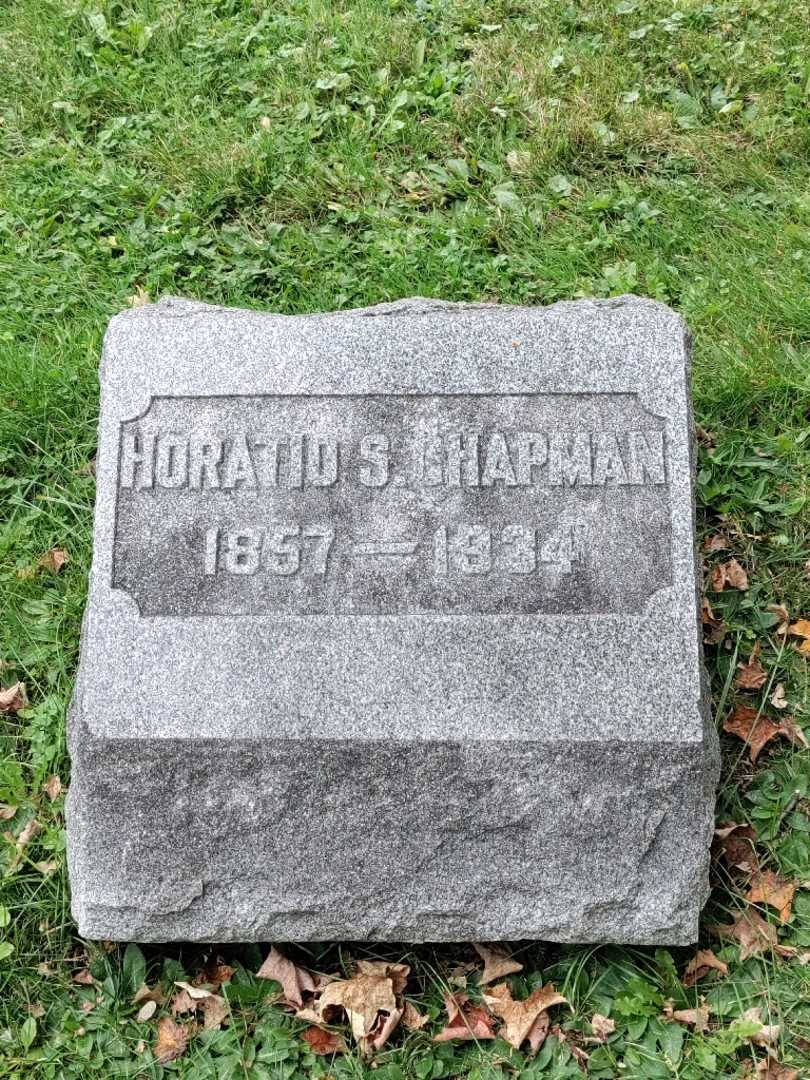 HORATIO S. CHAPMAN
1857 — 1934